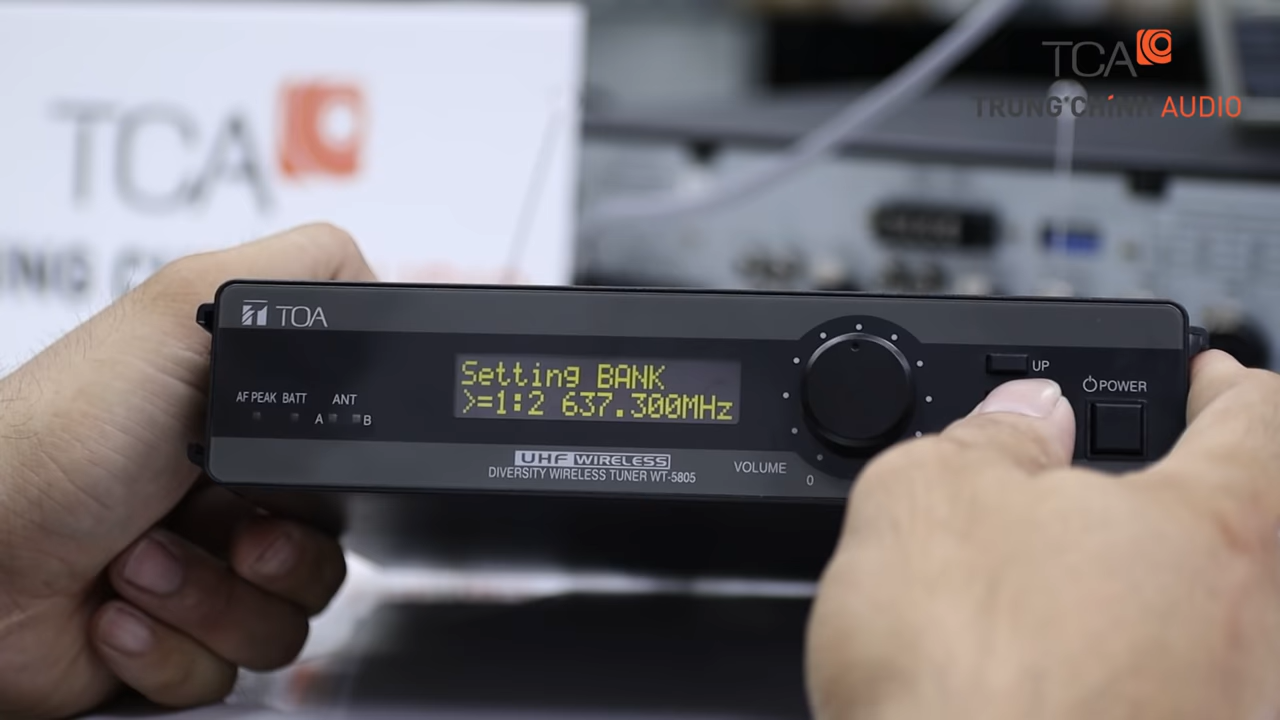 TCA
TRUNG CHÍNH AUDIO
TCA
TOA
Setting BANK
>=1:2 637.300MHz
AF PEAK BATT ANT
A B
UHF WIRELESS
DIVERSITY WIRELESS TUNER WT-5805
VOLUME
0
UP
POWER